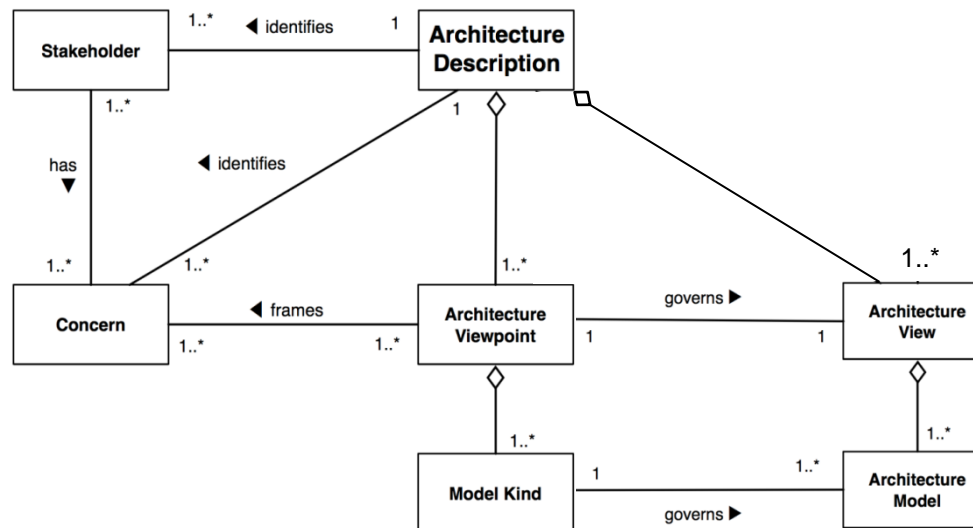 1..*
◀ identifies
1
Architecture
Description
Stakeholder
1..*
1
has
▼
◀ identifies
1..*
1..*
1..*
1..*
Concern
◀ frames
1..*
1..*
Architecture
Viewpoint
governs ▶
1
1
Architecture
View
1..*
1..*
Model Kind
1
1..*
governs ▶
Architecture
Model